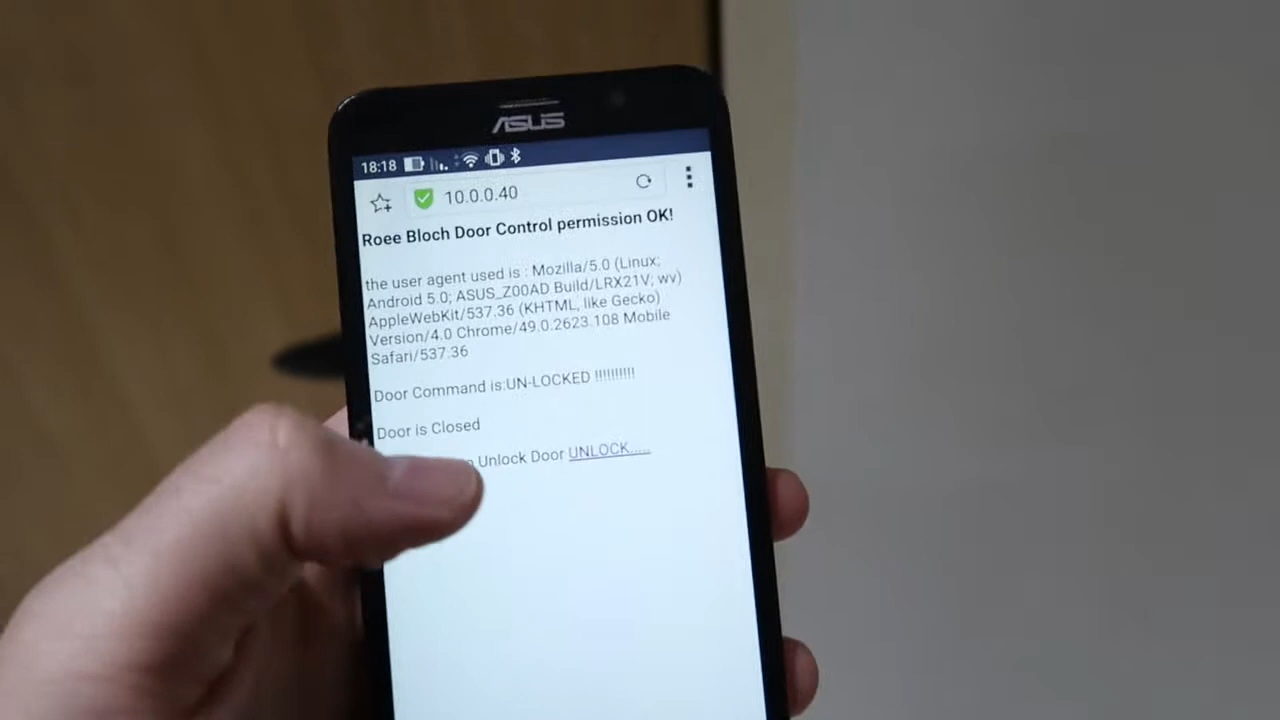 ASUS
18:18
10.0.0.40
Roee Bloch Door Control permission OK!
the user agent used is : Mozilla/5.0 (Linux;
Android 5.0; ASUS_Z00AD Build/LRX21V; wv)
AppleWebKit/537.36 (KHTML, like Gecko)
Version/4.0 Chrome/49.0.2623.108 Mobile
Safari/537.36
Door Command is:UN-LOCKED !!!!!!!!!!
Door is Closed
Unlock Door UNLOCK.....